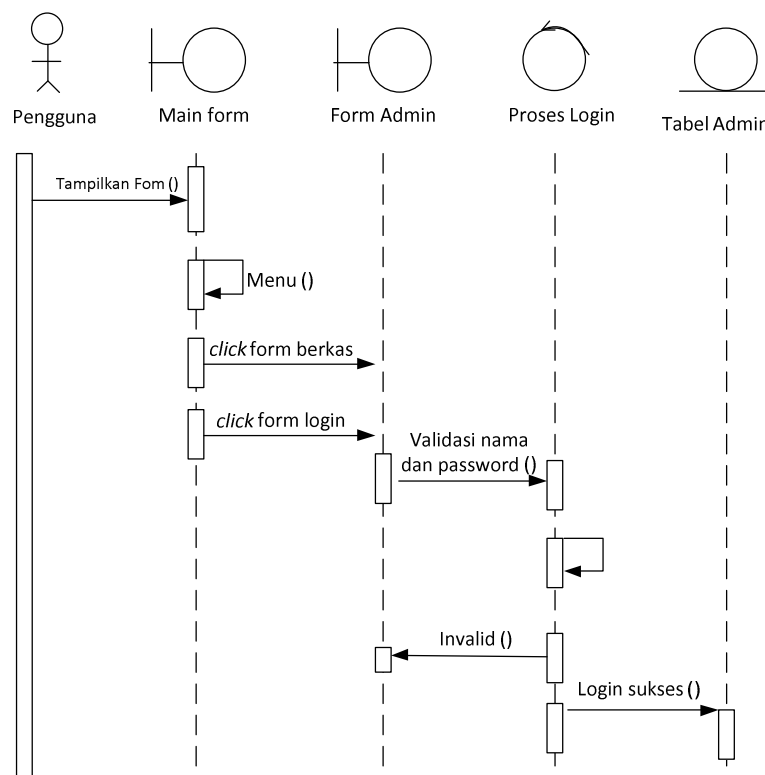 Pengguna
Main form
Form Admin
Proses Login
Tabel Admin
Tampilkan Fom ()
Menu ()
click form berkas
click form login
Validasi nama
dan password ()
Invalid ()
Login sukses ()